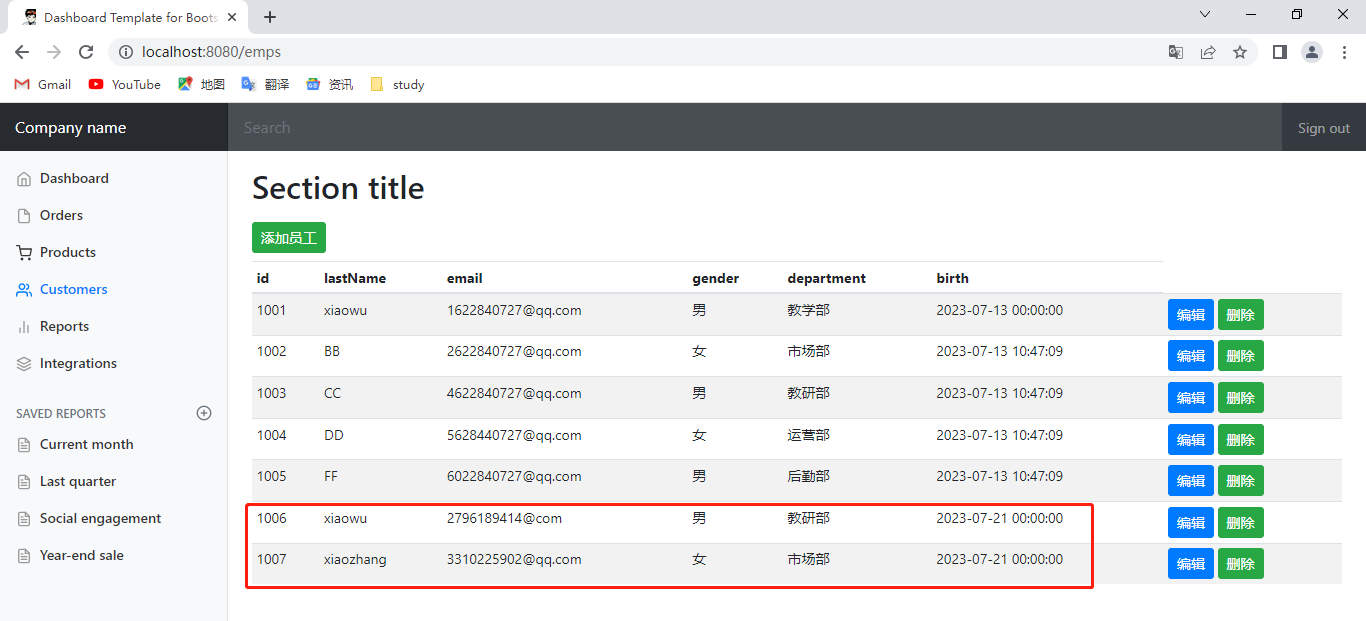 Dashboard Template for Boots
localhost:8080/emps
Gmail YouTube 地图 翻译 资讯 study
Company name Search Sign out
Dashboard
Orders
Products
Customers
Reports
Integrations
SAVED REPORTS
Current month
Last quarter
Social engagement
Year-end sale
Section title
添加员工
id lastName email gender department birth
1001 xiaowu 1622840727@qq.com 男 教学部 2023-07-13 00:00:00 编辑 删除
1002 BB 2622840727@qq.com 女 市场部 2023-07-13 10:47:09 编辑 删除
1003 CC 4622840727@qq.com 男 教研部 2023-07-13 10:47:09 编辑 删除
1004 DD 5628440727@qq.com 女 运营部 2023-07-13 10:47:09 编辑 删除
1005 FF 6022840727@qq.com 男 后勤部 2023-07-13 10:47:09 编辑 删除
1006 xiaowu 2796189414@com 男 教研部 2023-07-21 00:00:00 编辑 删除
1007 xiaozhang 3310225902@qq.com 女 市场部 2023-07-21 00:00:00 编辑 删除